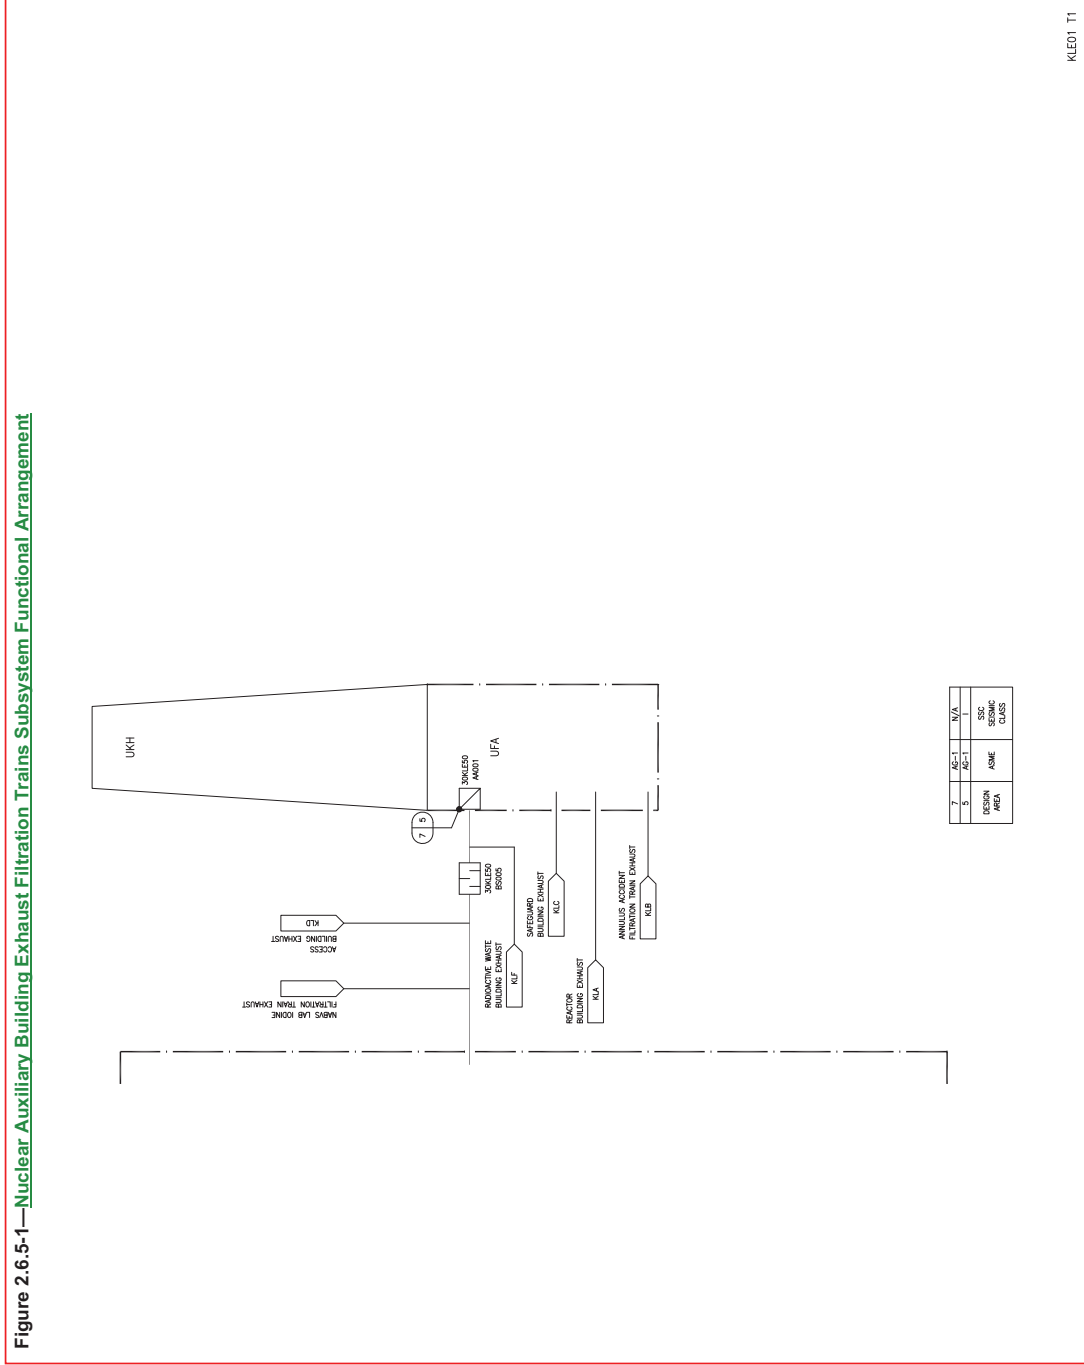 Figure 2.6.5-1—Nuclear Auxiliary Building Exhaust Filtration Trains Subsystem Functional Arrangement
UKH
UFA
30KLE50
AA001
7 5
30KLE50
BS005
KLD
ACCESS
BUILDING EXHAUST
NABVS LAB IODINE
FILTRATION TRAIN EXHAUST
RADIOACTIVE WASTE
BUILDING EXHAUST
KLF
SAFEGUARD
BUILDING EXHAUST
KLC
REACTOR
BUILDING EXHAUST
KLA
ANNULUS ACCIDENT
FILTRATION TRAIN EXHAUST
KLB
7 AG-1 N/A
5 AG-1 I
DESIGN
AREA
ASME
SSC
SEISMIC
CLASS
KLE01 T1